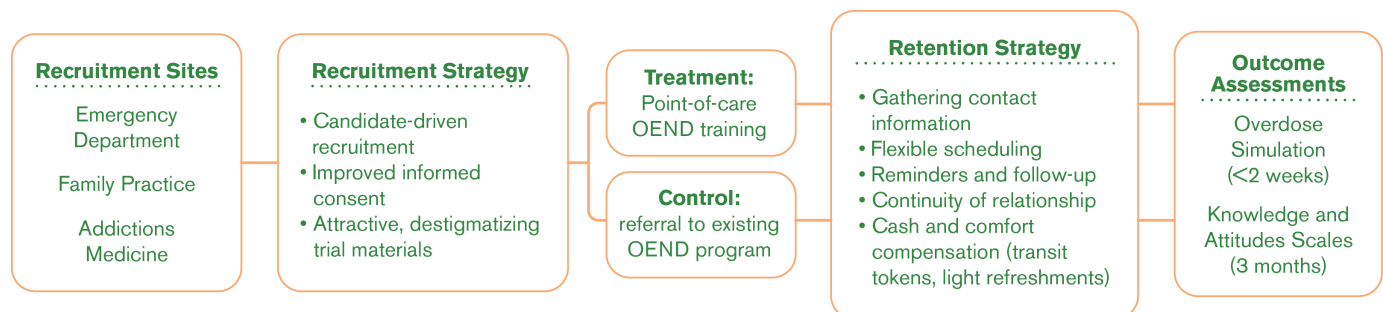 Recruitment Sites
Emergency
Department
Family Practice
Addictions
Medicine
Recruitment Strategy
• Candidate-driven
recruitment
• Improved informed
consent
• Attractive, destigmatizing
trial materials
Treatment:
Point-of-care
OEND training
Control:
referral to existing
OEND program
Retention Strategy
• Gathering contact
information
• Flexible scheduling
• Reminders and follow-up
• Continuity of relationship
• Cash and comfort
compensation (transit
tokens, light refreshments)
Outcome
Assessments
Overdose
Simulation
(<2 weeks)
Knowledge and
Attitudes Scales
(3 months)